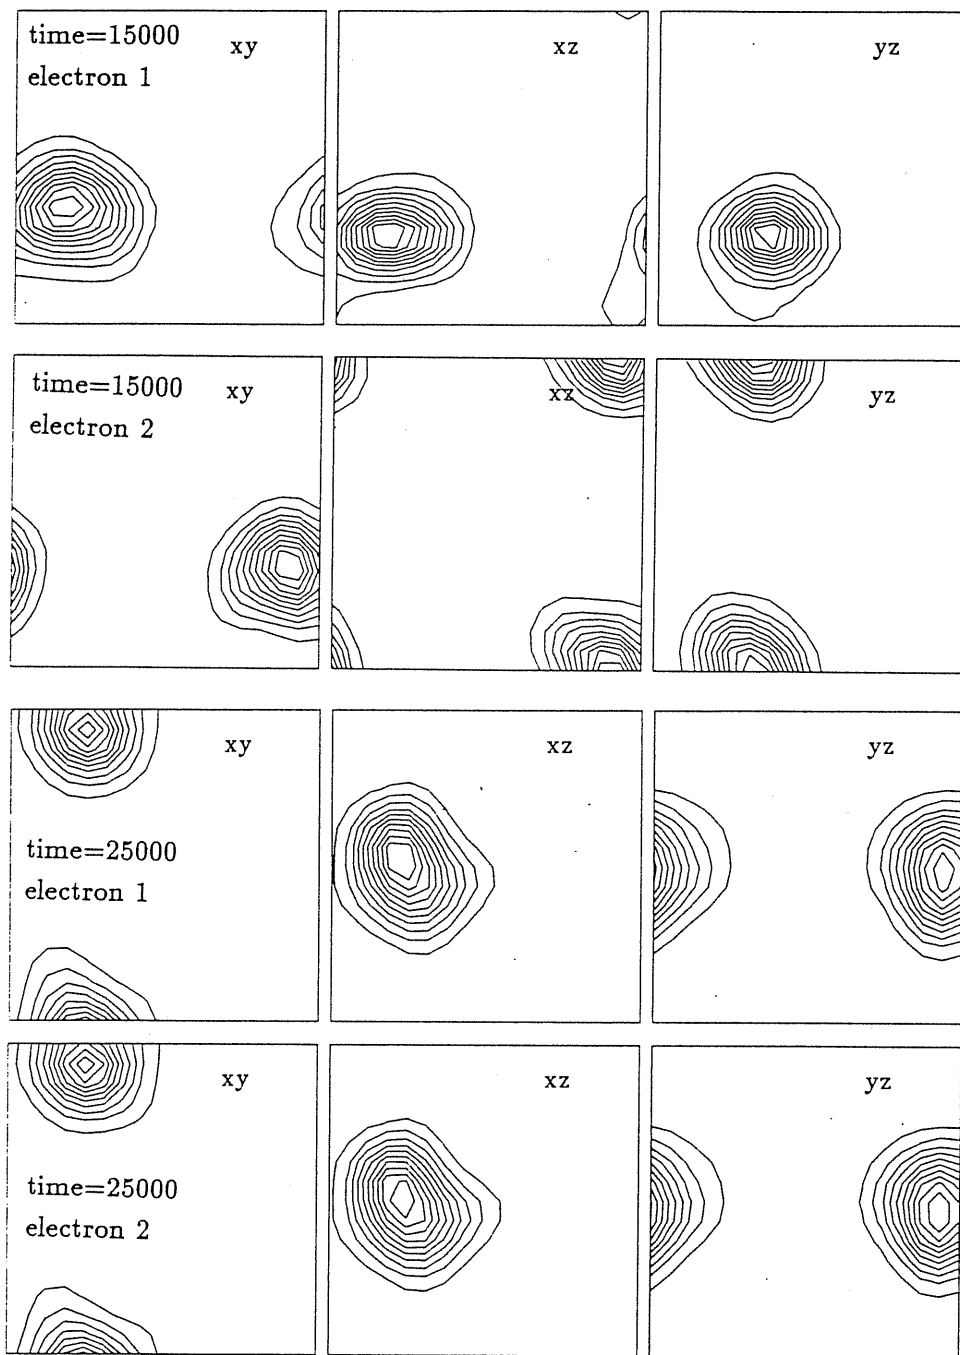 time=15000
electron 1
xy
xz
yz
time=15000
electron 2
xy
xz
yz
xy
time=25000
electron 1
xz
yz
xy
time=25000
electron 2
xz
yz